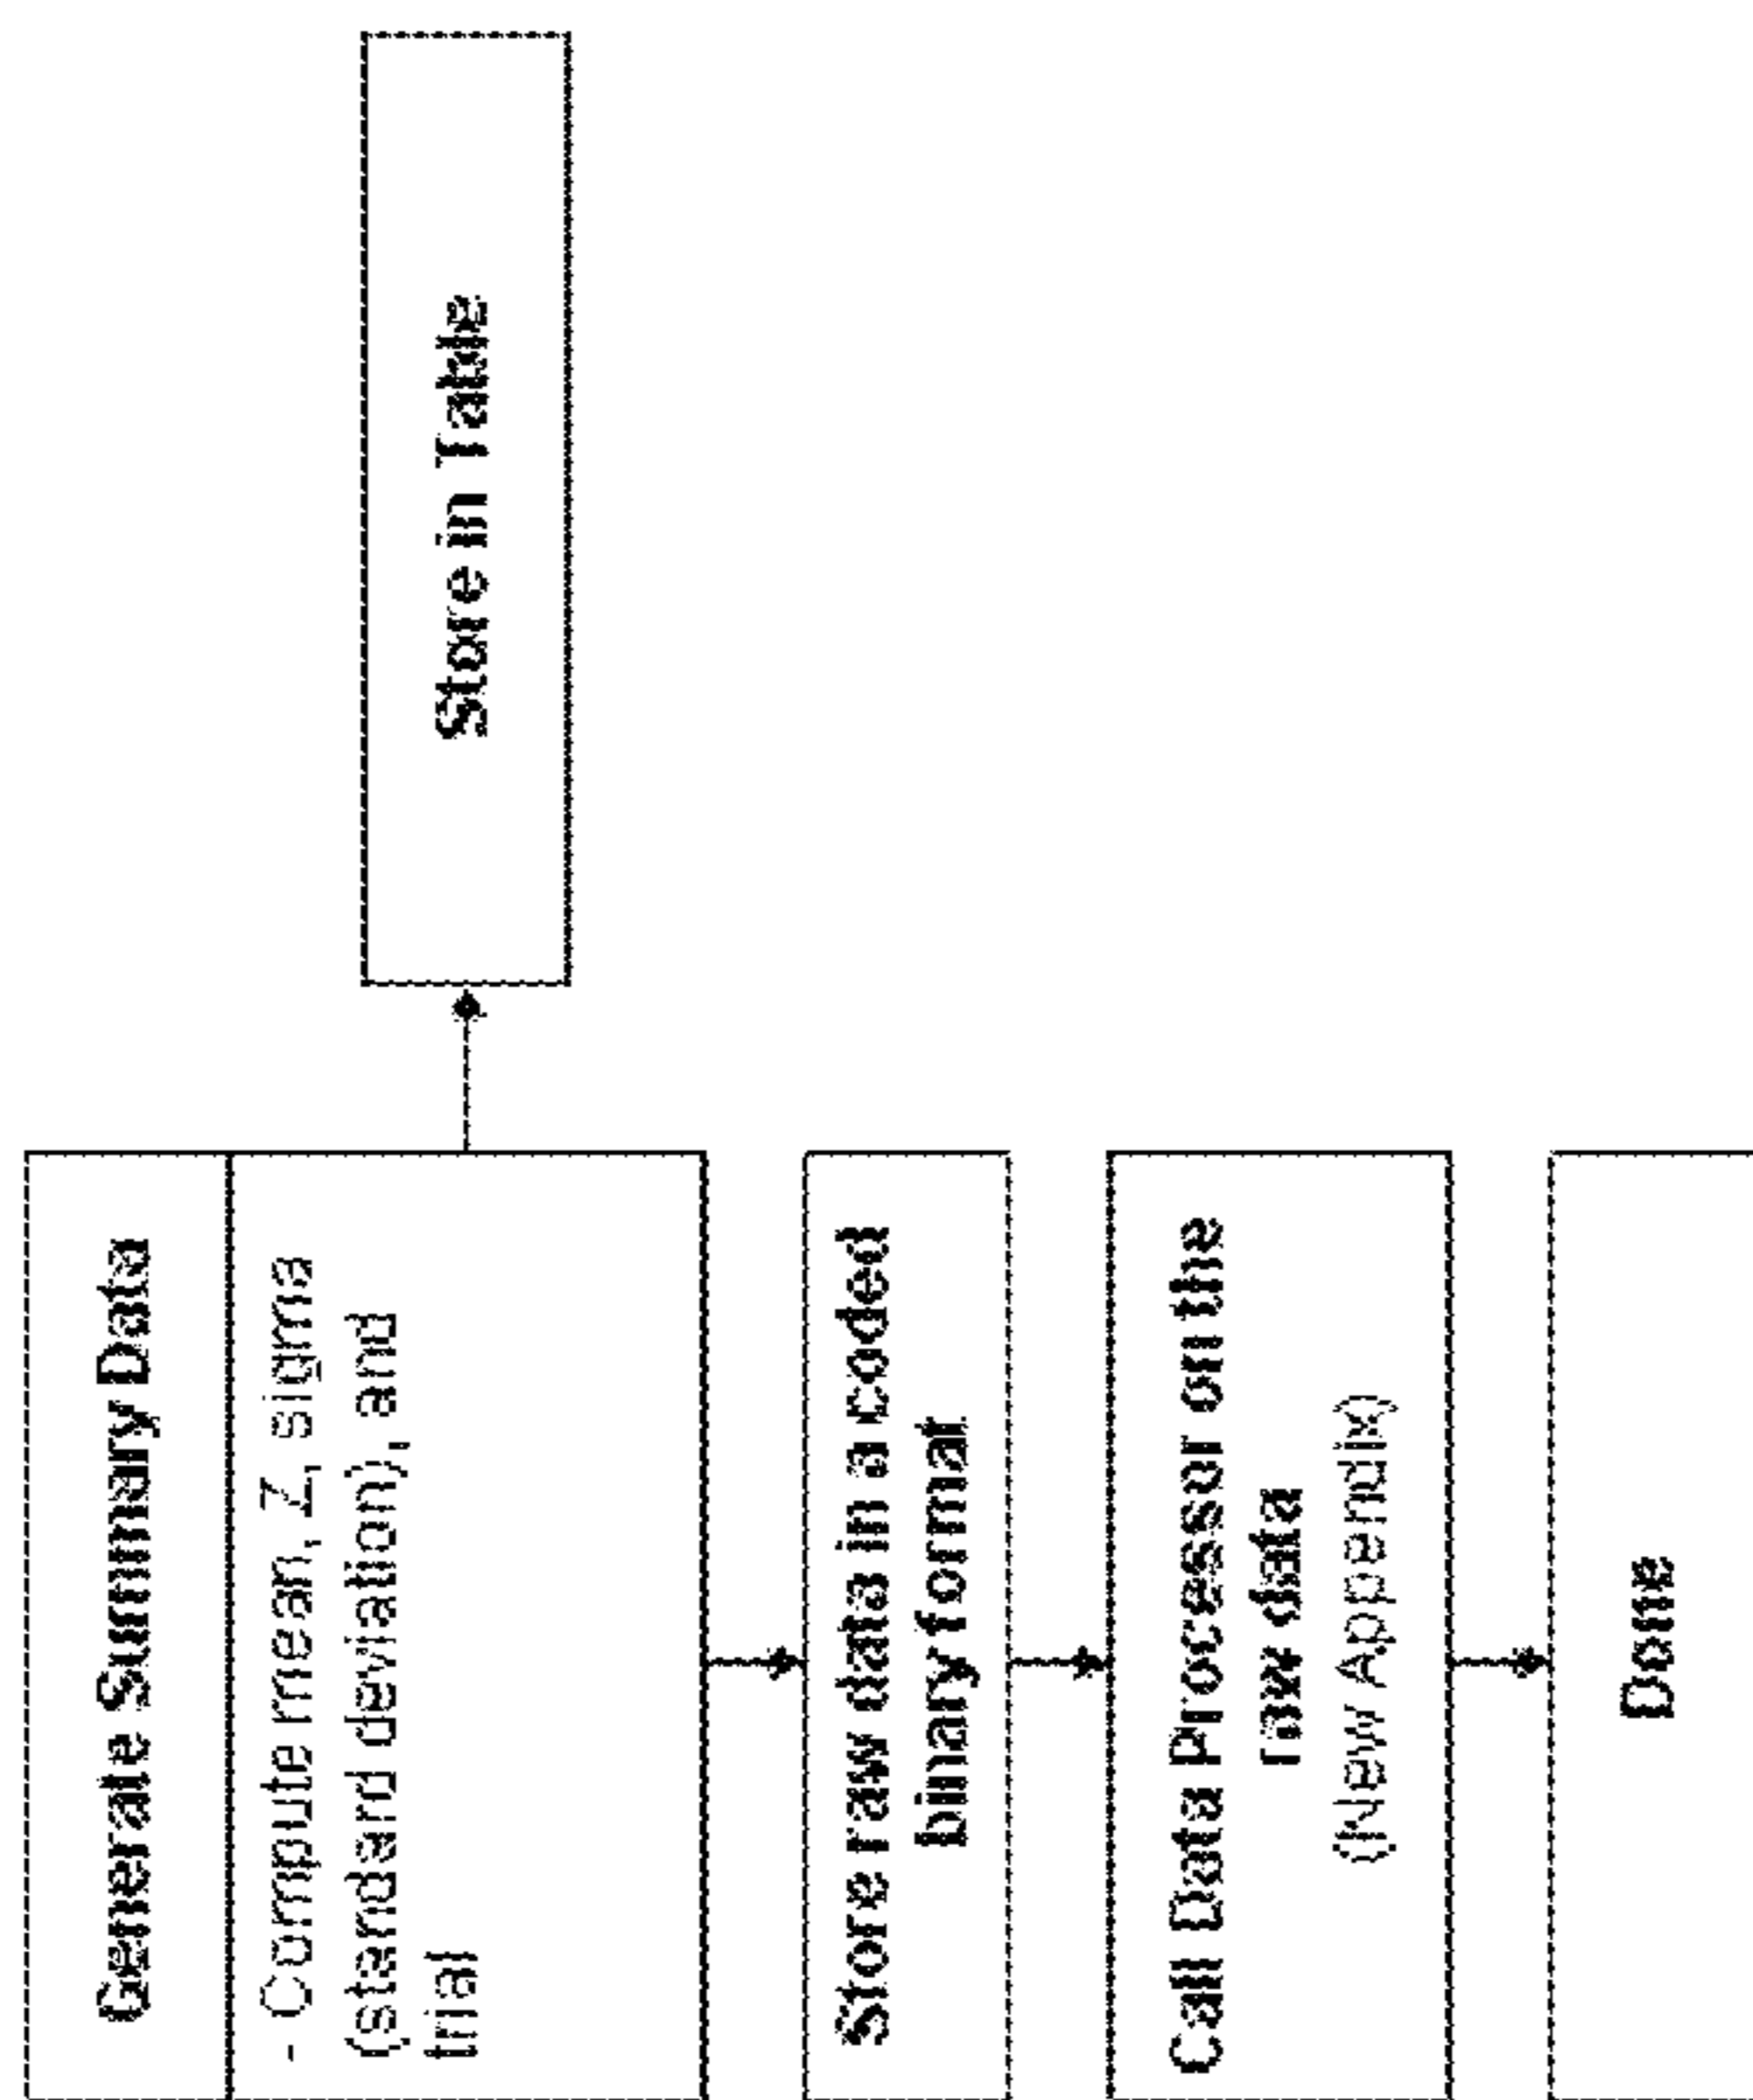 Generate Summary Data
- Compute mean, Z, sigma
(standard deviation), and
trial
Store in Table
Store raw data in a coded
binary format
Call Data Processor on the
raw data
(New Appendix)
Done